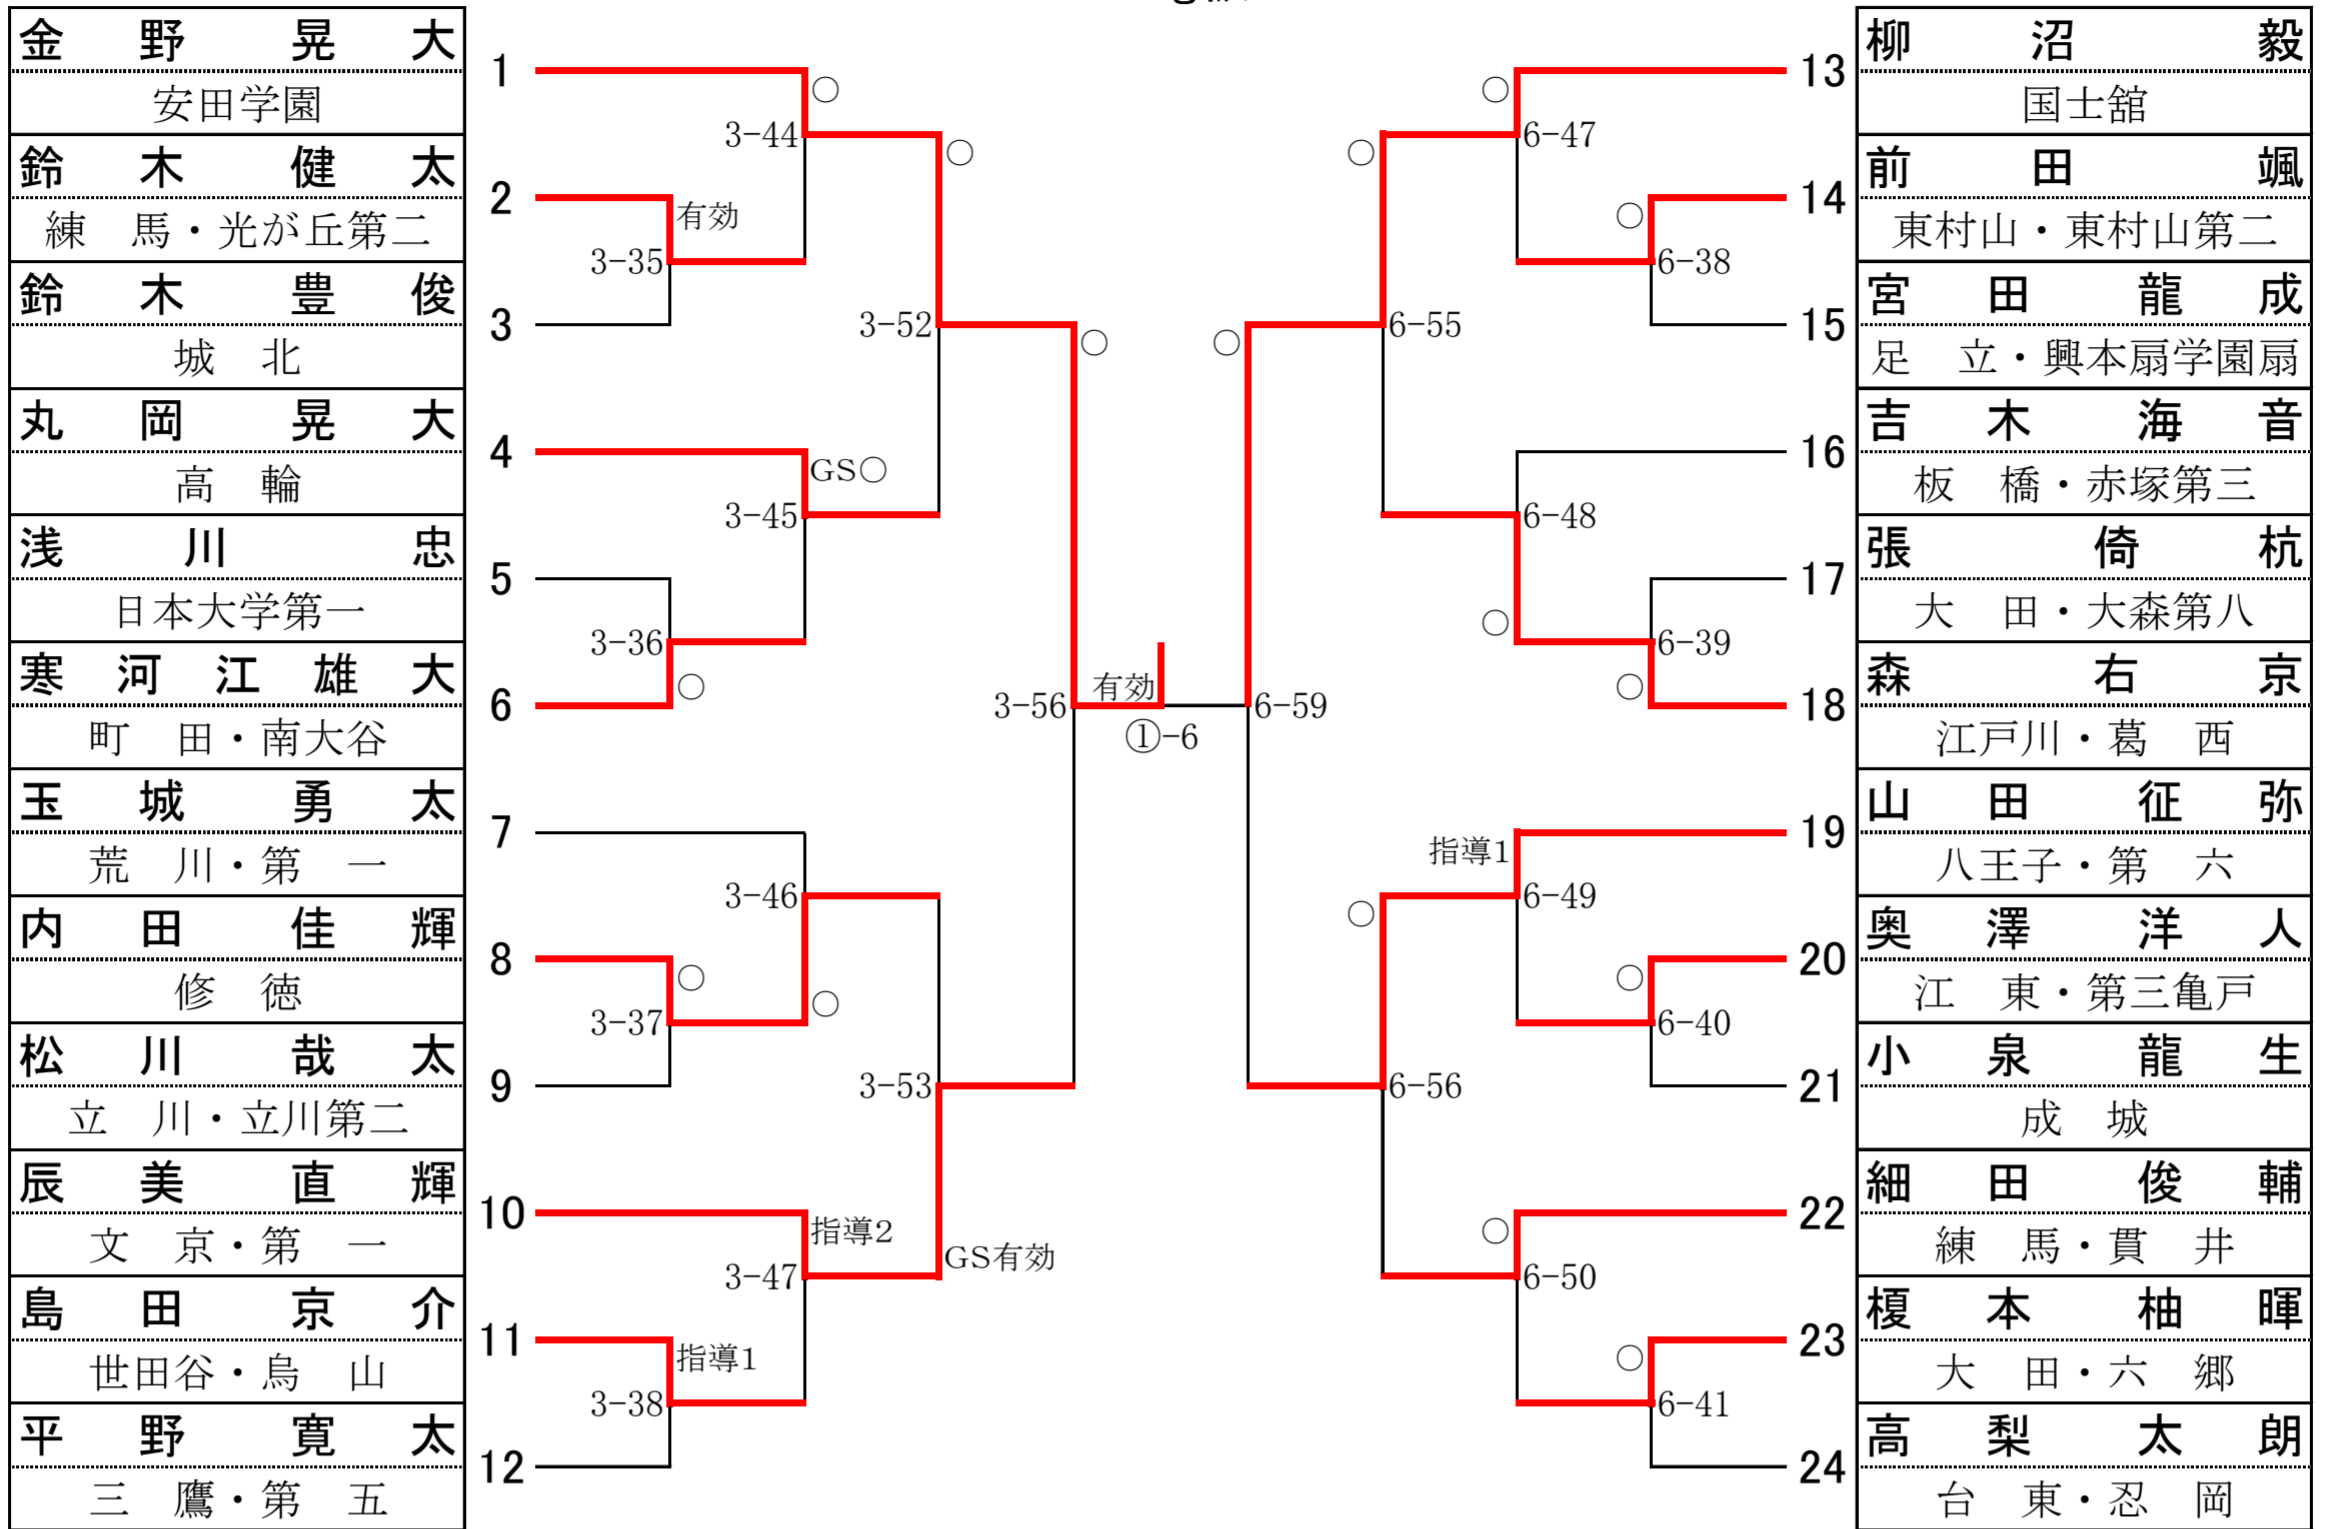 金野晃大
1
安田学園
鈴木健太
2
練 馬・光が丘第二
鈴木豊俊
3
城 北
丸岡晃大
4
高 輪
浅川忠
5
日本大学第一
寒河江雄大
6
町 田・南大谷
玉城勇太
7
荒 川・第 一
内田佳輝
8
修 徳
松川哉太
9
立 川・立川第二
辰美直輝
10
文 京・第 一
島田京介
11
世田谷・烏 山
平野寛太
12
三 鷹・第 五
3-35
有効
3-36
○
3-37
○
3-38
指導1
3-44
○
3-45
GS○
3-46
○
3-47
指導2
3-52
○
3-53
GS有効
3-56
○
有効
①-6
6-59
○
6-55
○
6-56
○
6-47
○
6-48
○
6-49
指導1
6-50
○
6-38
○
6-39
○
6-40
○
6-41
○
柳沼毅
13
国士舘
前田颯
14
東村山・東村山第二
宮田龍成
15
足 立・興本扇学園扇
吉木海音
16
板 橋・赤塚第三
張倚杭
17
大 田・大森第八
森右京
18
江戸川・葛 西
山田征弥
19
八王子・第 六
奥澤洋人
20
江 東・第三亀戸
小泉龍生
21
成 城
細田俊輔
22
練 馬・貫 井
榎本柚暉
23
大 田・六 郷
高梨太朗
24
台 東・忍 岡